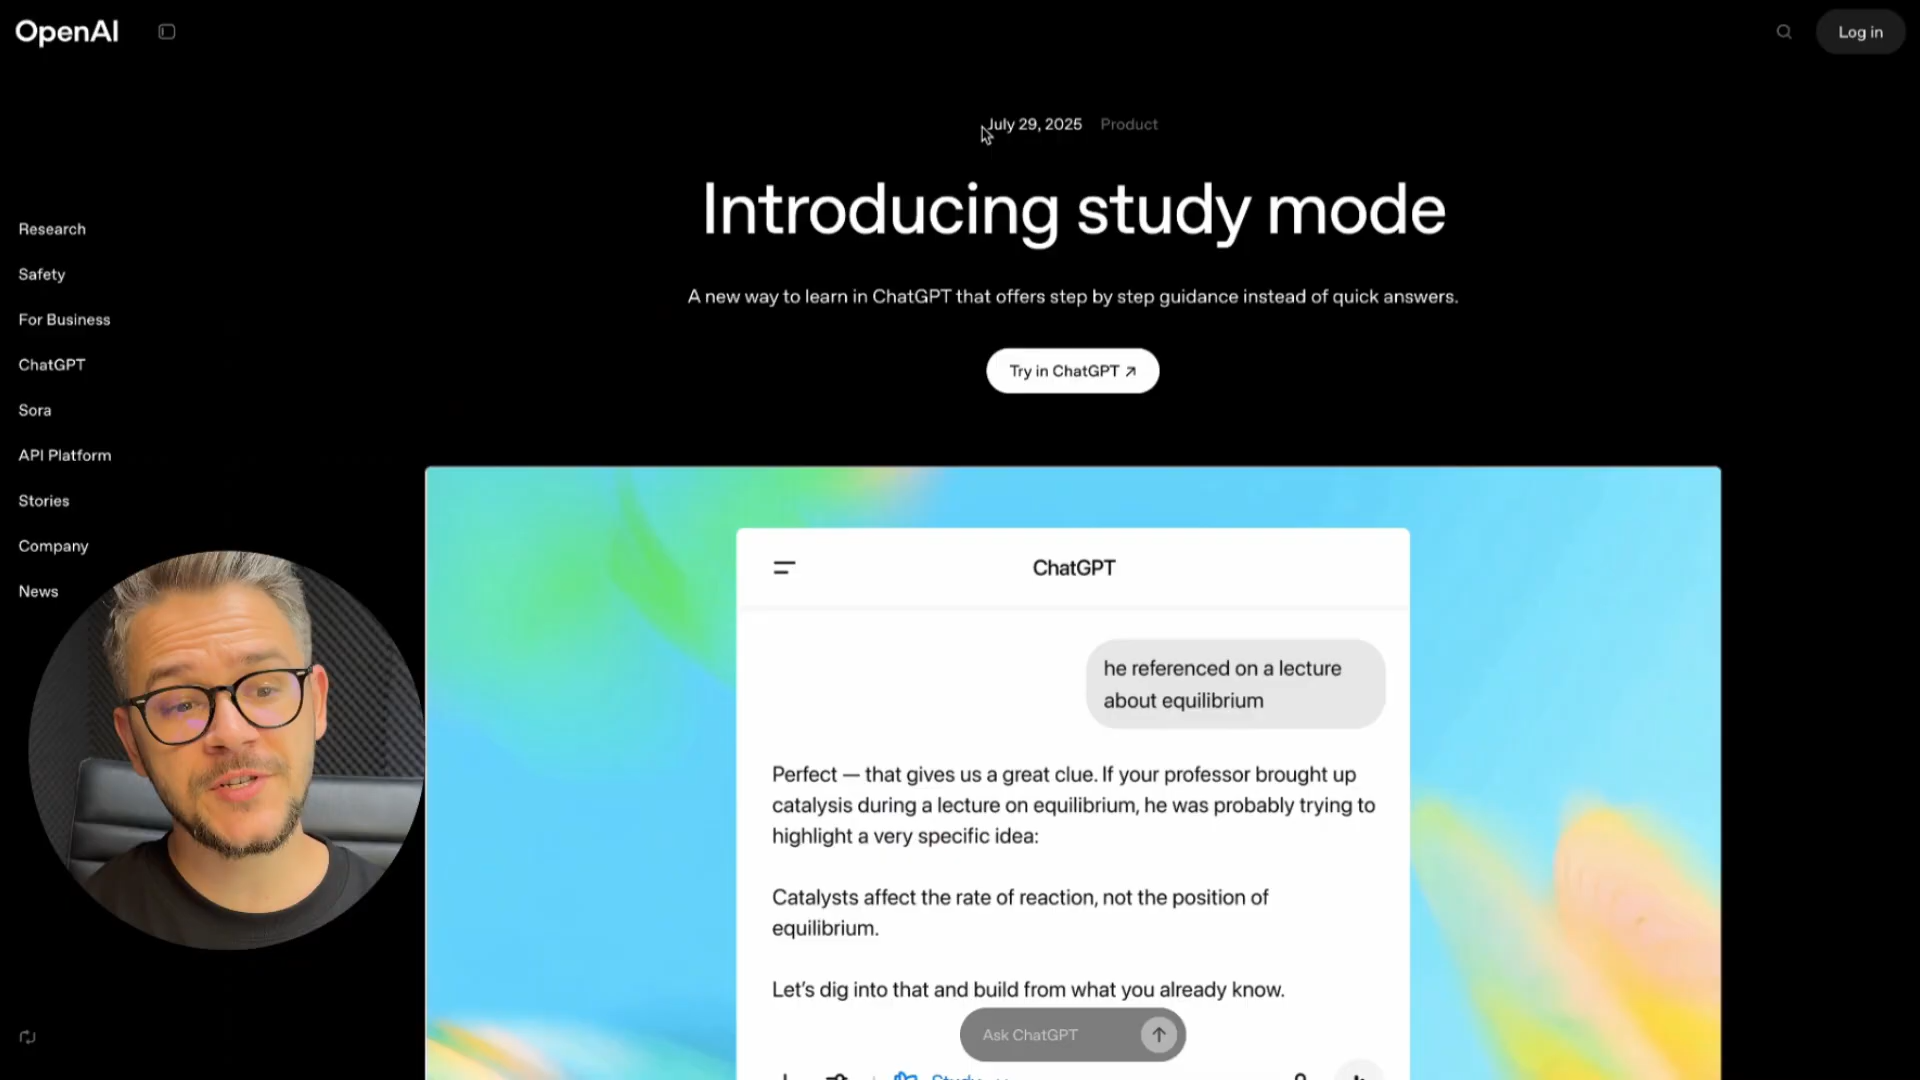 OpenAI
Log in
July 29, 2025 Product
Introducing study mode
A new way to learn in ChatGPT that offers step by step guidance instead of quick answers.
Try in ChatGPT ↗
Research
Safety
For Business
ChatGPT
Sora
API Platform
Stories
Company
News
ChatGPT
he referenced on a lecture
about equilibrium
Perfect — that gives us a great clue. If your professor brought up
catalysis during a lecture on equilibrium, he was probably trying to
highlight a very specific idea:
Catalysts affect the rate of reaction, not the position of
equilibrium.
Let's dig into that and build from what you already know.
Ask ChatGPT